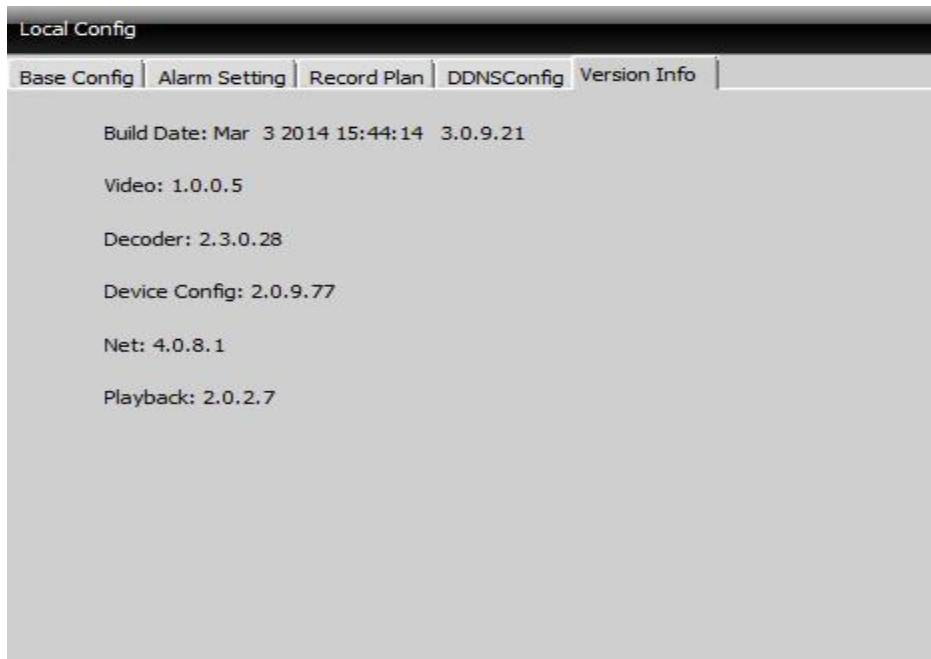 Local Config
Base Config Alarm Setting Record Plan DDNSConfig Version Info
Build Date: Mar  3 2014 15:44:14   3.0.9.21
Video: 1.0.0.5
Decoder: 2.3.0.28
Device Config: 2.0.9.77
Net: 4.0.8.1
Playback: 2.0.2.7